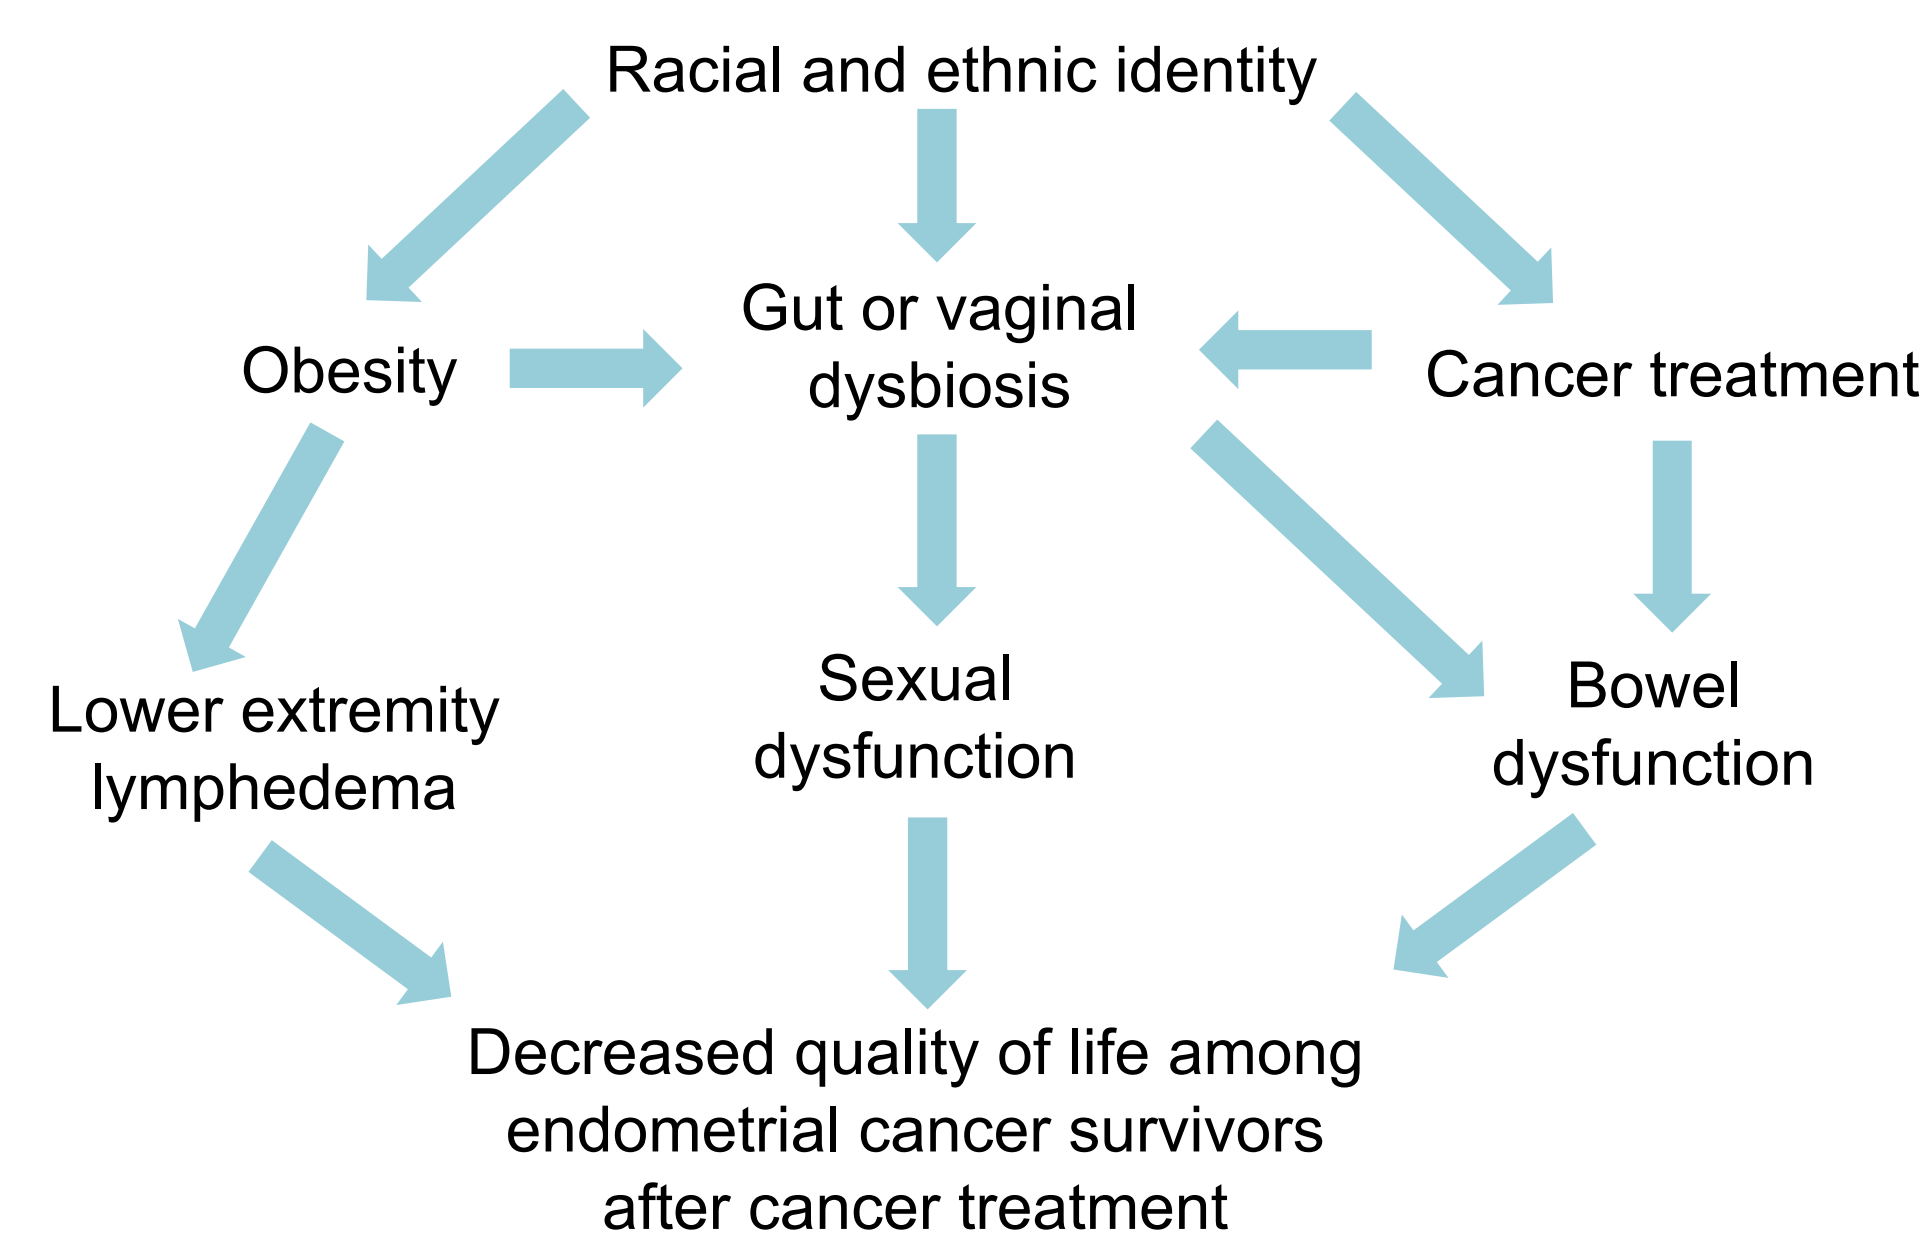 Racial and ethnic identity
Gut or vaginal
dysbiosis
Obesity
Cancer treatment
Lower extremity
lymphedema
Sexual
dysfunction
Bowel
dysfunction
Decreased quality of life among
endometrial cancer survivors
after cancer treatment